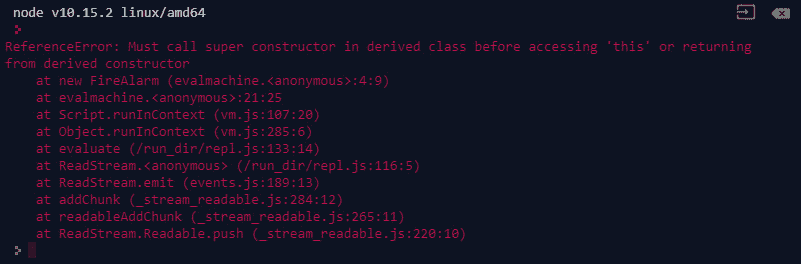 node v10.15.2 linux/amd64
>
ReferenceError: Must call super constructor in derived class before accessing 'this' or returning
from derived constructor
    at new FireAlarm (evalmachine.<anonymous>:4:9)
    at evalmachine.<anonymous>:21:25
    at Script.runInContext (vm.js:107:20)
    at Object.runInContext (vm.js:285:6)
    at evaluate (/run_dir/repl.js:133:14)
    at ReadStream.<anonymous> (/run_dir/repl.js:116:5)
    at ReadStream.emit (events.js:189:13)
    at addChunk (_stream_readable.js:284:12)
    at readableAddChunk (_stream_readable.js:265:11)
    at ReadStream.Readable.push (_stream_readable.js:220:10)
>